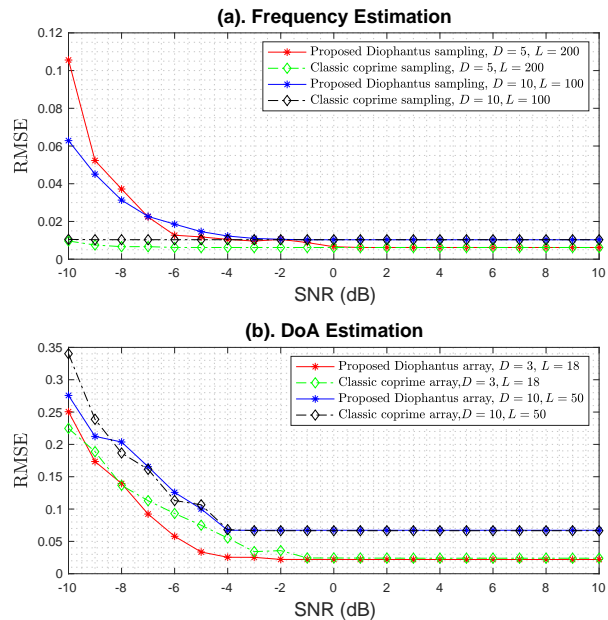 (a). Frequency Estimation
0.12
0.1
0.08
0.06
0.04
0.02
0
RMSE
Proposed Diophantus sampling, D = 5, L = 200
Classic coprime sampling, D = 5, L = 200
Proposed Diophantus sampling, D = 10, L = 100
Classic coprime sampling, D = 10, L = 100
-10 -8 -6 -4 -2 0 2 4 6 8 10
SNR (dB)
(b). DoA Estimation
0.35
0.3
0.25
0.2
0.15
0.1
0.05
0
RMSE
Proposed Diophantus array, D = 3, L = 18
Classic coprime array,D = 3, L = 18
Proposed Diophantus array, D = 10, L = 50
Classic coprime array,D = 10, L = 50
-10 -8 -6 -4 -2 0 2 4 6 8 10
SNR (dB)